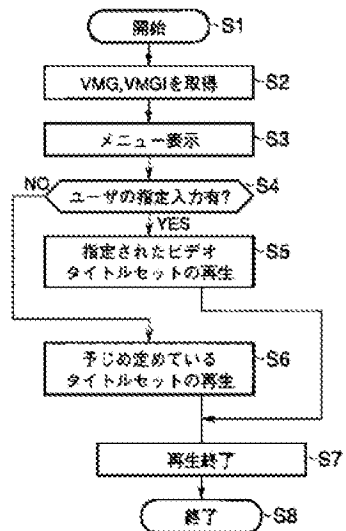 開始 S1
VMG,VMGIを取得 S2
メニュー表示 S3
NO ユーザの指定入力有? S4
YES
指定されたビデオ
タイトルセットの再生 S5
予じめ定めている
タイトルセットの再生 S6
再生終了 S7
終了 S8